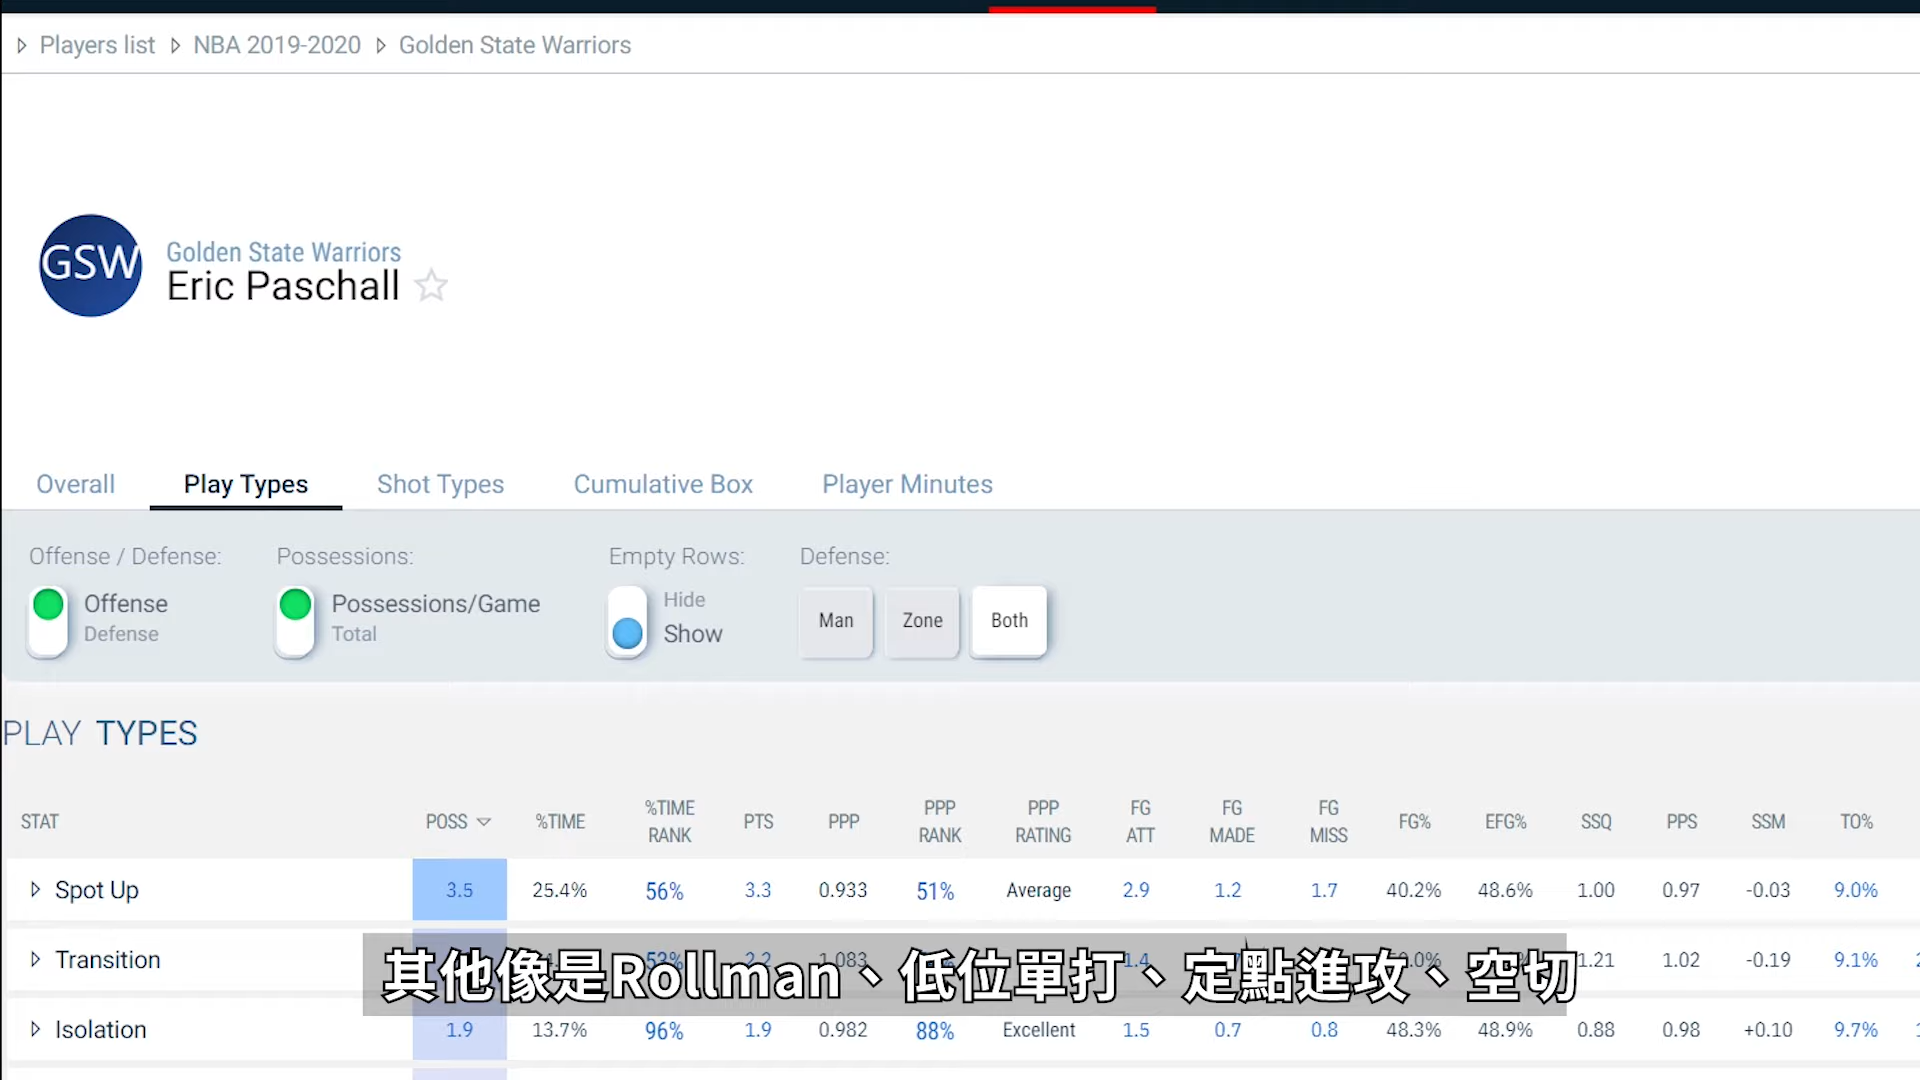 Players list NBA 2019-2020 Golden State Warriors
GSW
Golden State Warriors
Eric Paschall
Overall Play Types Shot Types Cumulative Box Player Minutes
Offense / Defense: Possessions: Empty Rows: Defense:
Offense Possessions/Game Hide Man Zone Both
Defense Total Show
PLAY TYPES
STAT POSS %TIME %TIME RANK PTS PPP PPP RANK PPP RATING FG ATT FG MADE FG MISS FG% EFG% SSQ PPS SSM TO%
Spot Up 3.5 25.4% 56% 3.3 0.933 51% Average 2.9 1.2 1.7 40.2% 48.6% 1.00 0.97 -0.03 9.0%
Transition 1.02 -0.19 9.1%
其他像是Rollman、低位單打、定點進攻、空切
Isolation 1.9 13.7% 96% 1.9 0.982 88% Excellent 1.5 0.7 0.8 48.3% 48.9% 0.88 0.98 +0.10 9.7%